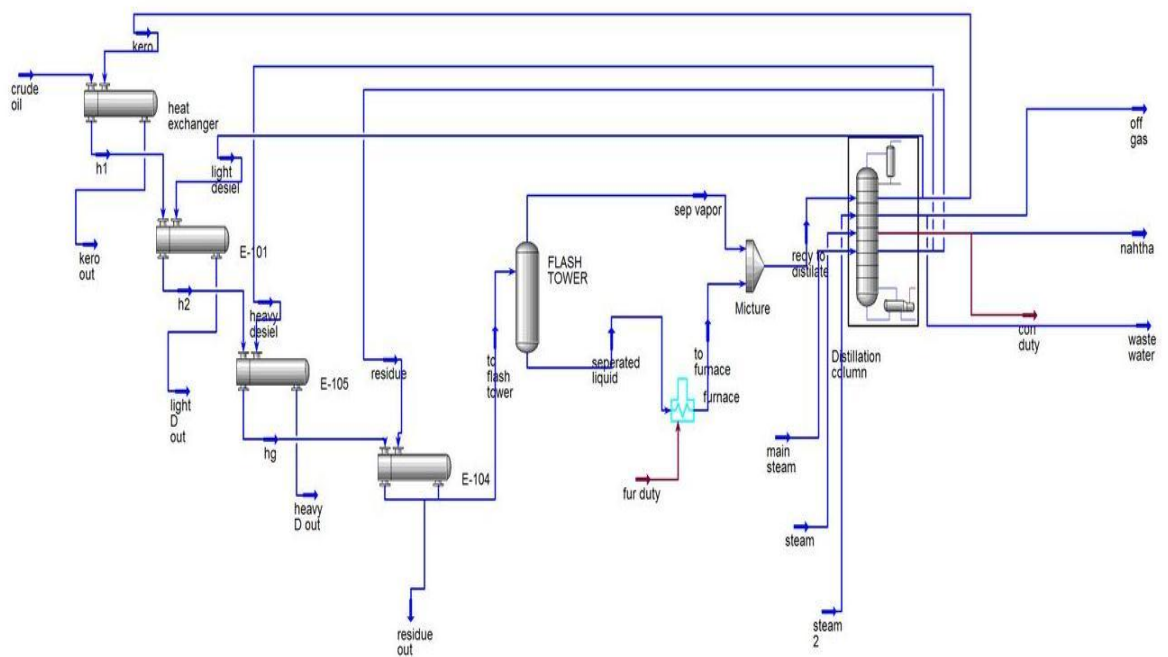 kero
crude
oil
heat
exchanger
h1
light
desiel
kero
out
E-101
h2
heavy
desiel
light
D
out
E-105
residue
hg
heavy
D out
E-104
residue
out
to
flash
tower
FLASH
TOWER
seperated
liquid
sep vapor
to
furnace
furnace
fur duty
Micture
redy to
distilate
Distillation
column
main
steam
steam
steam
2
off
gas
nahtha
con
duty
waste
water